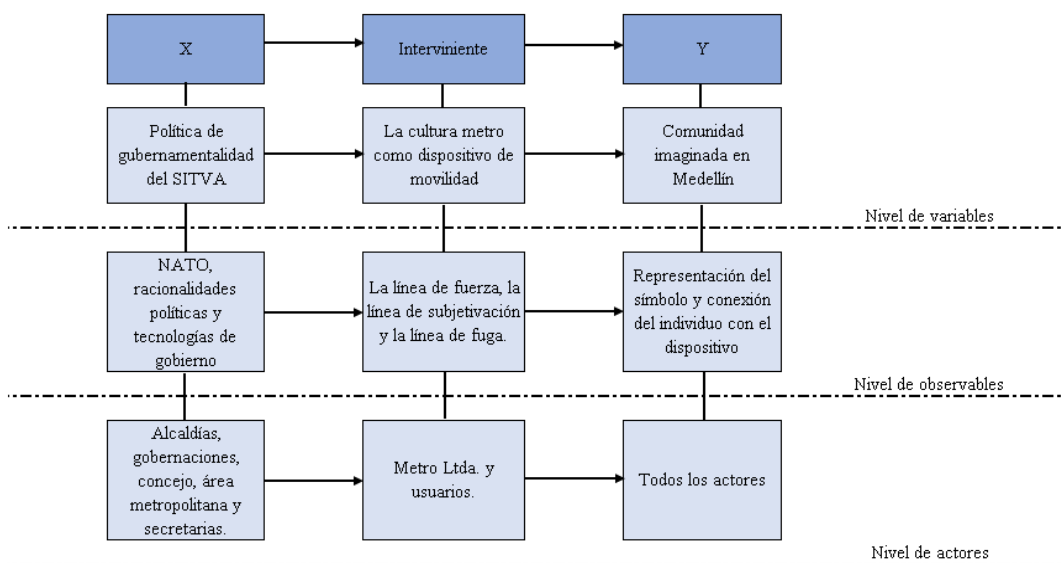 X
Interviniente
Y
Política de
gubernamentalidad
del SITVA
La cultura metro
como dispositivo de
movilidad
Comunidad
imaginada en
Medellín
Nivel de variables
NATO,
racionalidades
políticas y
tecnologías de
gobierno
La línea de fuerza, la
línea de subjetivación
y la línea de fuga.
Representación del
símbolo y conexión
del individuo con el
dispositivo
Nivel de observables
Alcaldías,
gobernaciones,
concejo, área
metropolitana y
secretarias.
Metro Ltda. y
usuarios.
Todos los actores
Nivel de actores